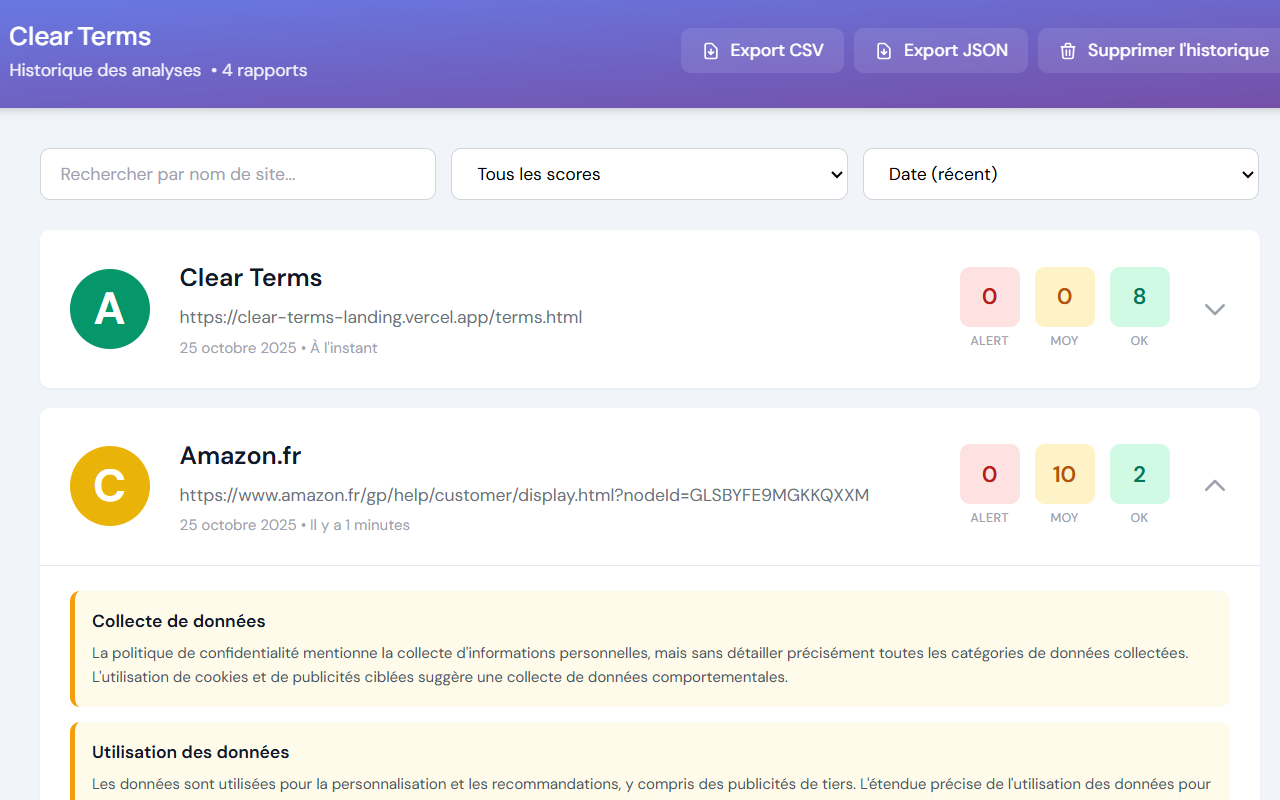 Clear Terms
Historique des analyses • 4 rapports
Export CSV
Export JSON
Supprimer l'historique
Rechercher par nom de site...
Tous les scores
Date (récent)
A
Clear Terms
https://clear-terms-landing.vercel.app/terms.html
25 octobre 2025 • À l'instant
0
ALERT
0
MOY
8
OK
C
Amazon.fr
https://www.amazon.fr/gp/help/customer/display.html?nodeId=GLSBYFE9MGKKQXXM
25 octobre 2025 • Il y a 1 minutes
0
ALERT
10
MOY
2
OK
Collecte de données
La politique de confidentialité mentionne la collecte d'informations personnelles, mais sans détailler précisément toutes les catégories de données collectées.
L'utilisation de cookies et de publicités ciblées suggère une collecte de données comportementales.
Utilisation des données
Les données sont utilisées pour la personnalisation et les recommandations, y compris des publicités de tiers. L'étendue précise de l'utilisation des données pour